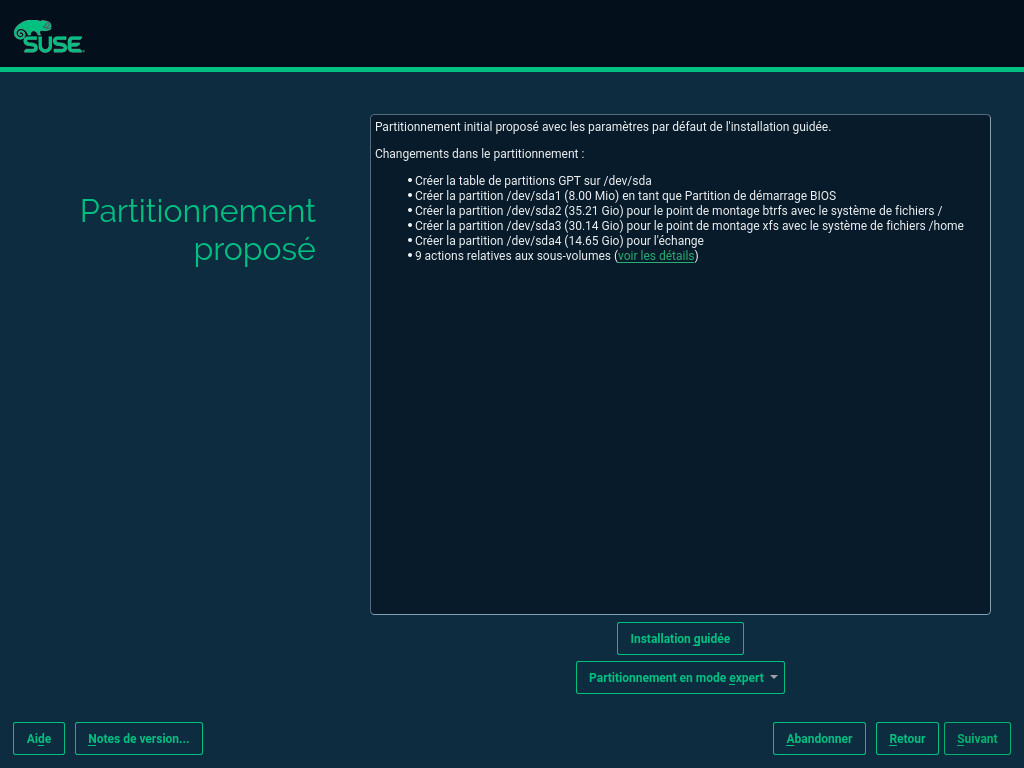 SUSE
Partitionnement
proposé
Partitionnement initial proposé avec les paramètres par défaut de l'installation guidée.
Changements dans le partitionnement :
• Créer la table de partitions GPT sur /dev/sda
• Créer la partition /dev/sda1 (8.00 Mio) en tant que Partition de démarrage BIOS
• Créer la partition /dev/sda2 (35.21 Gio) pour le point de montage btrfs avec le système de fichiers /
• Créer la partition /dev/sda3 (30.14 Gio) pour le point de montage xfs avec le système de fichiers /home
• Créer la partition /dev/sda4 (14.65 Gio) pour l'échange
• 9 actions relatives aux sous-volumes (voir les détails)
Installation guidée
Partitionnement en mode expert
Aide
Notes de version...
Abandonner
Retour
Suivant